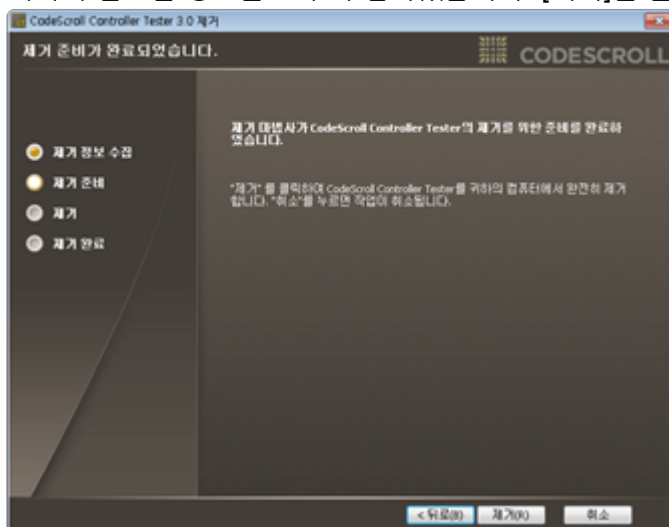 CodeScroll Controller Tester 3.0 제거
제거 준비가 완료되었습니다.
CODESCROLL
제거 정보 수집
제거 준비
제거
제거 완료
제거 마법사가 CodeScroll Controller Tester의 제거를 위한 준비를 완료하
였습니다.
"제거" 를 클릭하여 CodeScroll Controller Tester를 귀하의 컴퓨터에서 완전히 제거
합니다. "취소"를 누르면 작업이 취소됩니다.
< 뒤로(B)
제거(R)
취소